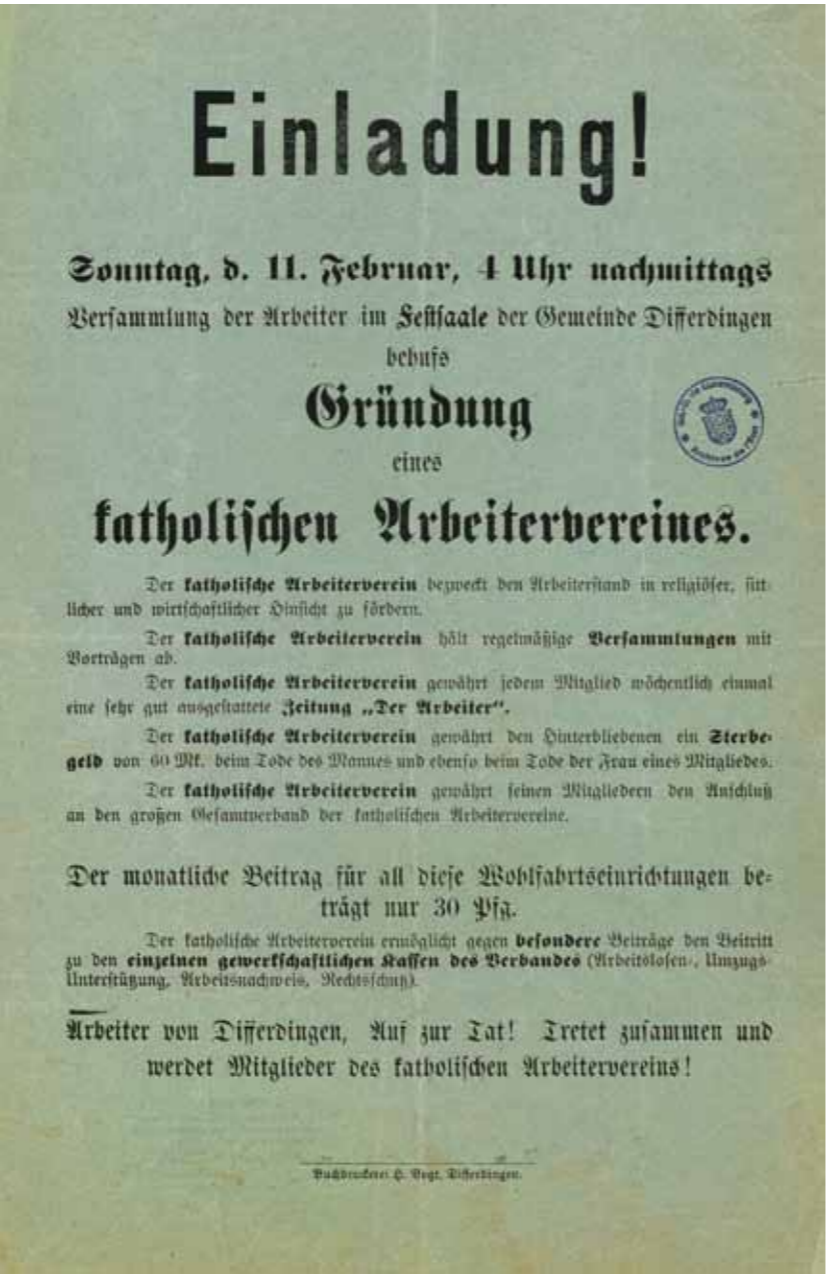 Einladung!
Sonntag, d. 11. Februar, 4 Uhr nachmittags
Versammlung der Arbeiter im Festsaale der Gemeinde Differdingen
behufs
Gründung
eines
katholischen Arbeitervereines.
Der katholische Arbeiterverein bezweckt den Arbeiterstand in religiöser, sitt-
licher und wirtschaftlicher Hinsicht zu fördern.
Der katholische Arbeiterverein hält regelmäßige Versammlungen mit
Vorträgen ab.
Der katholische Arbeiterverein gewährt jedem Mitglied wöchentlich einmal
eine sehr gut ausgestattete Zeitung „Der Arbeiter“.
Der katholische Arbeiterverein gewährt den Hinterbliebenen ein Sterbe-
geld von 60 Mk. beim Tode des Mannes und ebenso beim Tode der Frau eines Mitgliedes.
Der katholische Arbeiterverein gewährt seinen Mitgliedern den Anschluß
an den großen Gesamtverband der katholischen Arbeitervereine.
Der monatliche Beitrag für all diese Wohlfahrtseinrichtungen be-
trägt nur 30 Pfg.
Der katholische Arbeiterverein ermöglicht gegen besondere Beiträge den Beitritt
zu den einzelnen gewerkschaftlichen Kassen des Verbandes (Arbeitslosen-, Umzugs-
Unterstützung, Arbeitsnachweis, Rechtsschutz).
Arbeiter von Differdingen, Auf zur Tat! Tretet zusammen und
werdet Mitglieder des katholischen Arbeitervereins!
Buchdruckerei H. Vogt, Differdingen.